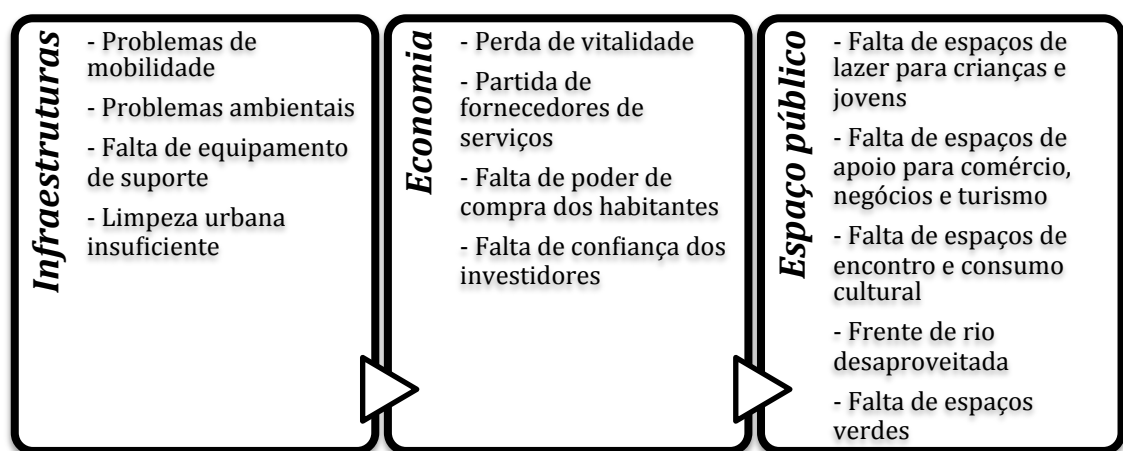 Infraestruturas
- Problemas de
mobilidade
- Problemas ambientais
- Falta de equipamento
de suporte
- Limpeza urbana
insuficiente
Economia
- Perda de vitalidade
- Partida de
fornecedores de
serviços
- Falta de poder de
compra dos habitantes
- Falta de confiança dos
investidores
Espaço público
- Falta de espaços de
lazer para crianças e
jovens
- Falta de espaços de
apoio para comércio,
negócios e turismo
- Falta de espaços de
encontro e consumo
cultural
- Frente de rio
desaproveitada
- Falta de espaços
verdes